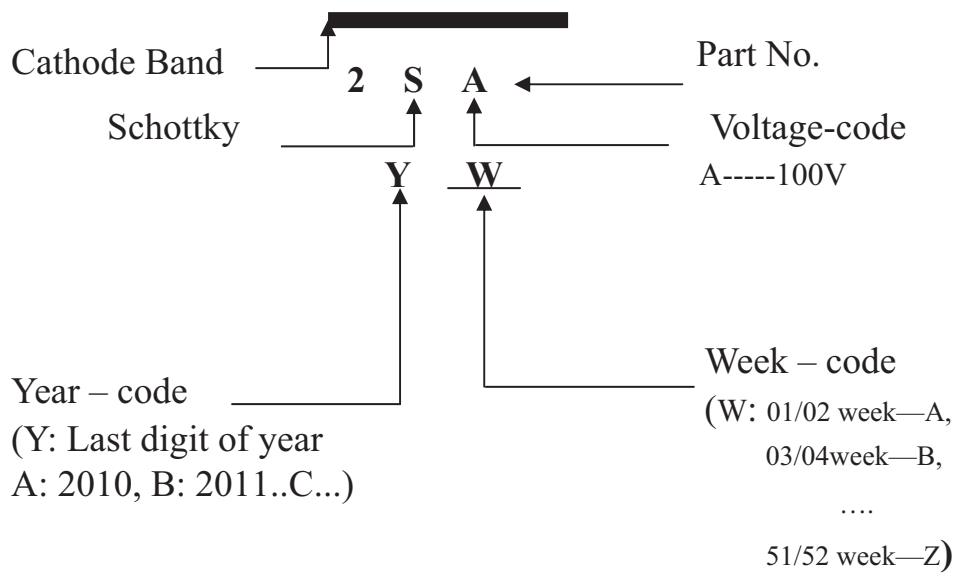 Cathode Band
Part No.
2 S A
Schottky
Voltage-code
A-----100V
Y W
Year – code
(Y: Last digit of year
A: 2010, B: 2011..C...)
Week – code
(W: 01/02 week—A,
03/04week—B,
....
51/52 week—Z)